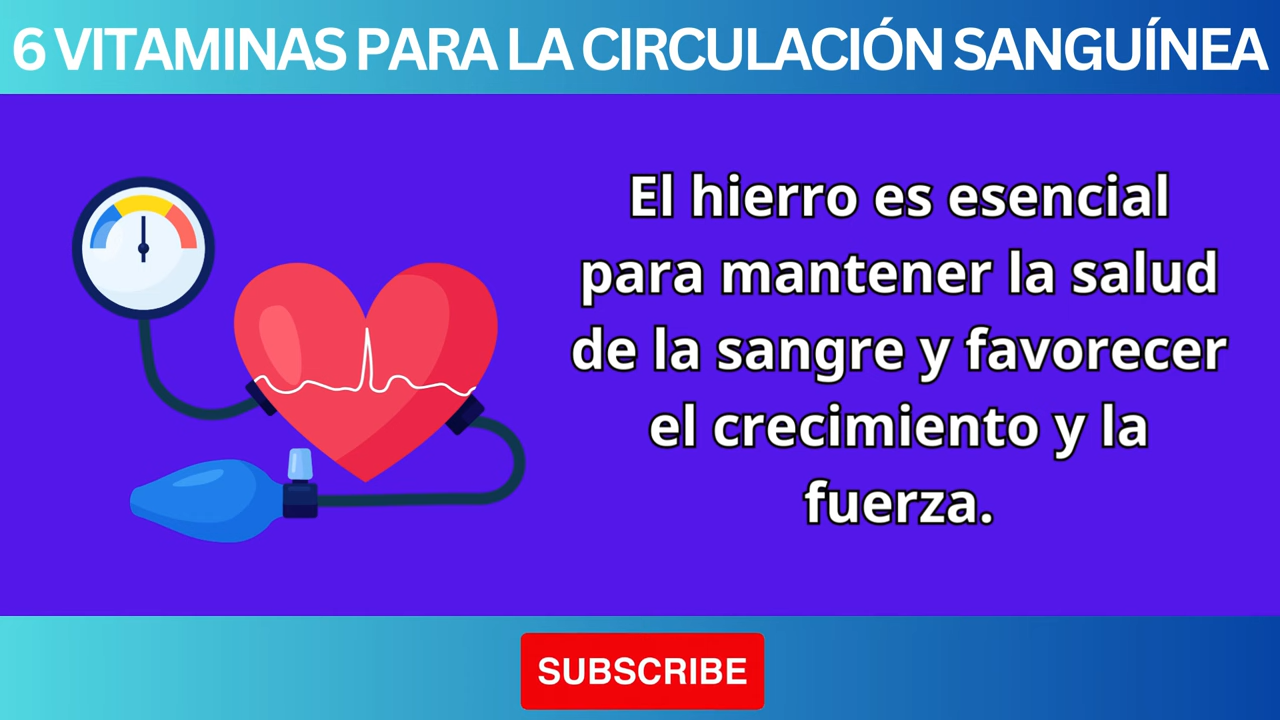 6 VITAMINAS PARA LA CIRCULACIÓN SANGUÍNEA
El hierro es esencial
para mantener la salud
de la sangre y favorecer
el crecimiento y la
fuerza.
SUBSCRIBE